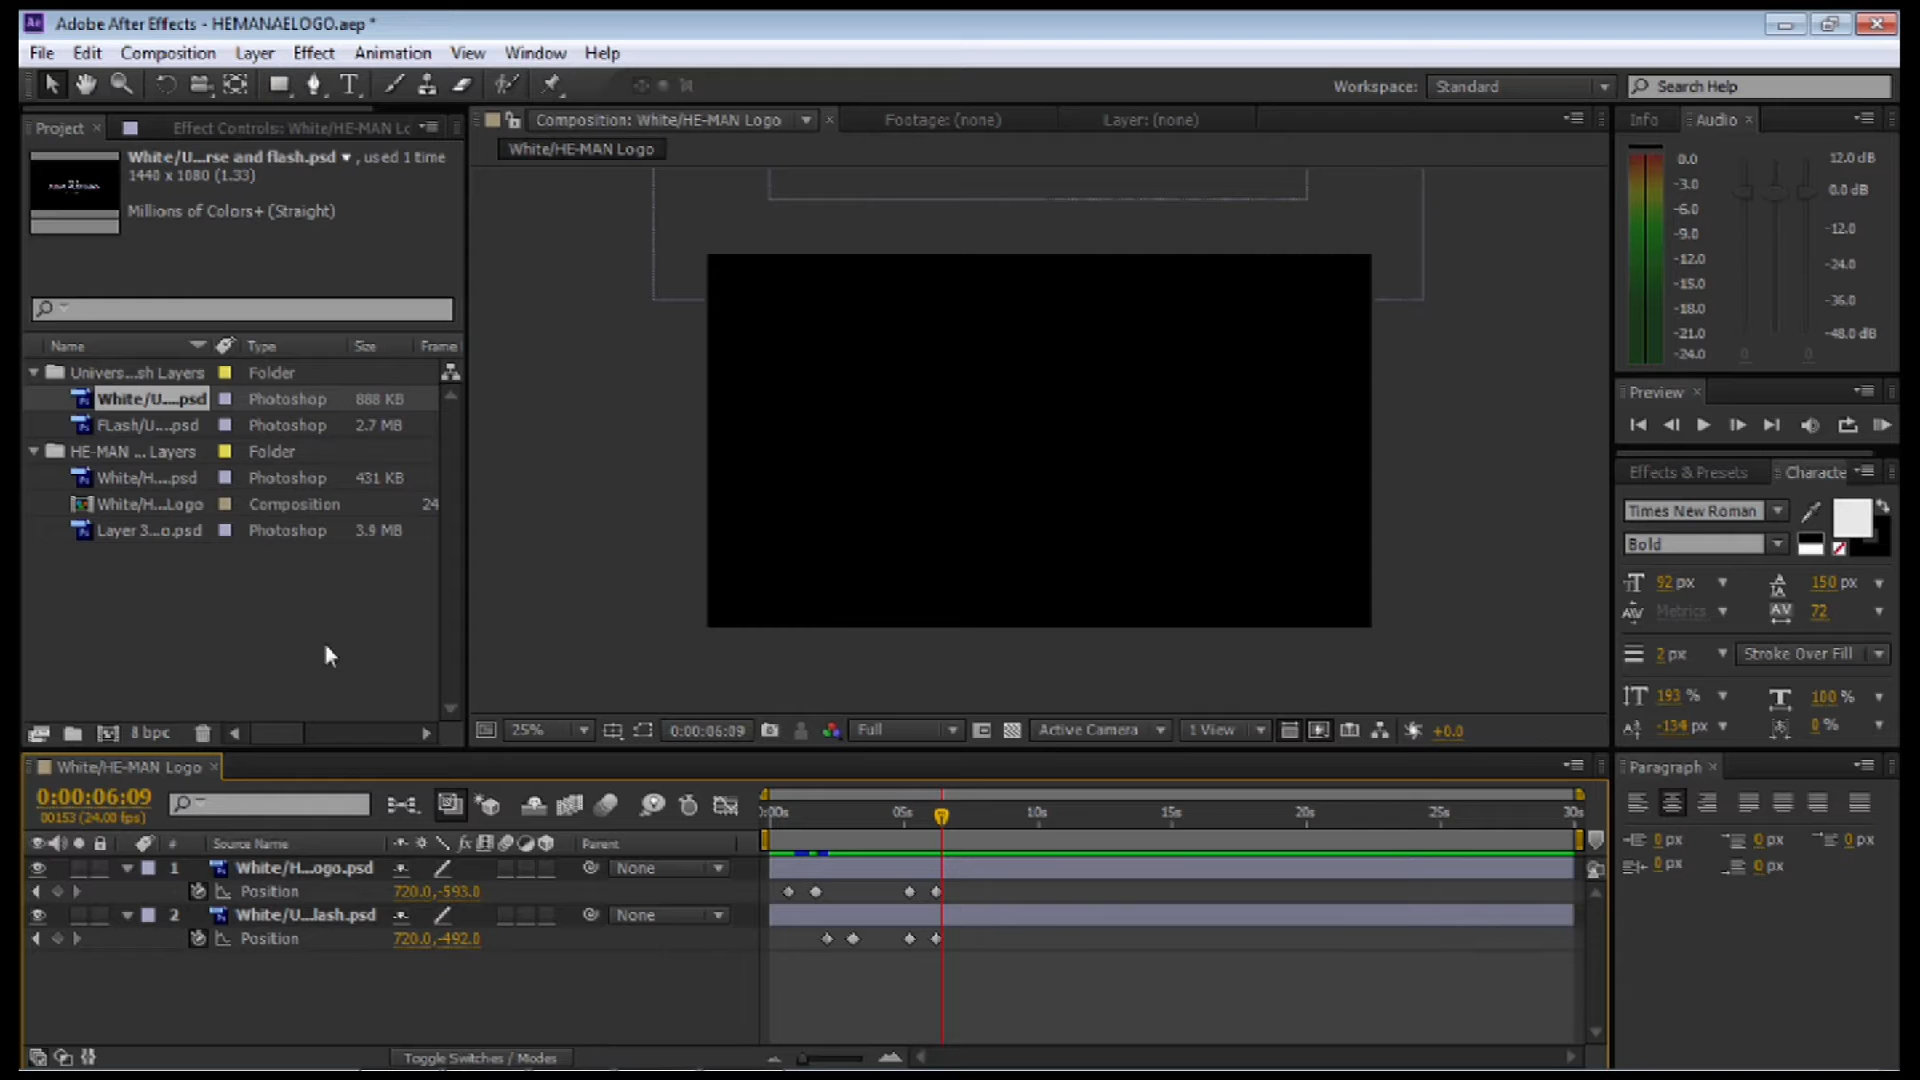 Ae Adobe After Effects - HEMANAELOGO.aep *
File Edit Composition Layer Effect Animation View Window Help
Workspace: Standard Search Help
Project Effect Controls: White/HE-MAN Lo
Composition: White/HE-MAN Logo Footage: (none) Layer: (none)
Info Audio
White/HE-MAN Logo
White/U...rse and flash.psd , used 1 time
1440 x 1080 (1.33)
Millions of Colors+ (Straight)
0.0 12.0 dB
-3.0 0.0 dB
-6.0
-9.0 -12.0
-12.0 -24.0
-15.0
-18.0 -36.0
-21.0 -48.0 dB
-24.0 0 0
Preview
Name Type Size Frame
Univers...sh Layers Folder
White/U....psd Photoshop 888 KB
FLash/U....psd Photoshop 2.7 MB
HE-MAN ... Layers Folder
White/H....psd Photoshop 431 KB
White/H...Logo Composition 24
Layer 3...o.psd Photoshop 3.9 MB
Effects & Presets Characte
Times New Roman
Bold
92 px 150 px
Metrics 72
2 px Stroke Over Fill
193 % 100 %
-134 px 0 %
8 bpc
25% 0:00:06:09 Full Active Camera 1 View +0.0
White/HE-MAN Logo
0:00:06:09
00153 (24.00 fps)
:00s 05s 10s 15s 20s 25s 30s
# Source Name fx Parent
1 White/H...ogo.psd None
Position 720.0,-593.0
2 White/U...lash.psd None
Position 720.0,-492.0
Toggle Switches / Modes
Paragraph
0 px 0 px 0 px
0 px 0 px